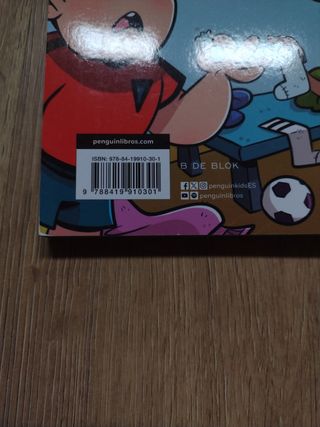 penguinlibros.com
ISBN: 978-84-19910-30-1
9 788419 910301
B DE BLOK
penguinkidsES
penguinlibros